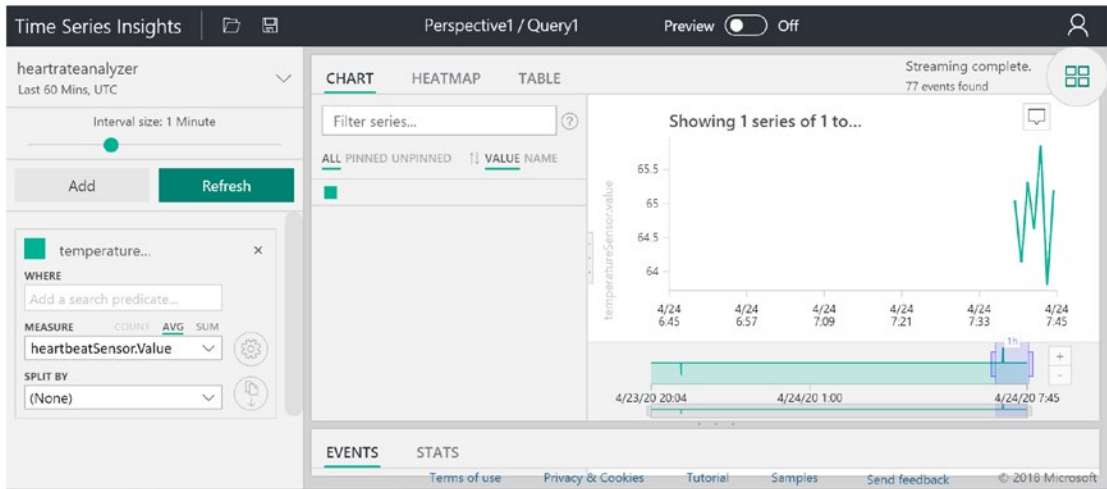 Time Series Insights
Perspective1 / Query1
Preview
Off
heartrateanalyzer
Last 60 Mins, UTC
Interval size: 1 Minute
Add
Refresh
temperature...
×
WHERE
Add a search predicate...
MEASURE COUNT AVG SUM
heartbeatSensor.Value
SPLIT BY
(None)
CHART HEATMAP TABLE
Streaming complete.
77 events found
Filter series...
?
ALL PINNED UNPINNED VALUE NAME
Showing 1 series of 1 to...
temperatureSensor.value
65.5
65
64.5
64
4/24 4/24 4/24 4/24 4/24 4/24
6:45 6:57 7:09 7:21 7:33 7:45
1h
+
-
4/23/20 20:04 4/24/20 1:00 4/24/20 7:45
EVENTS STATS
Terms of use Privacy & Cookies Tutorial Samples Send feedback © 2018 Microsoft